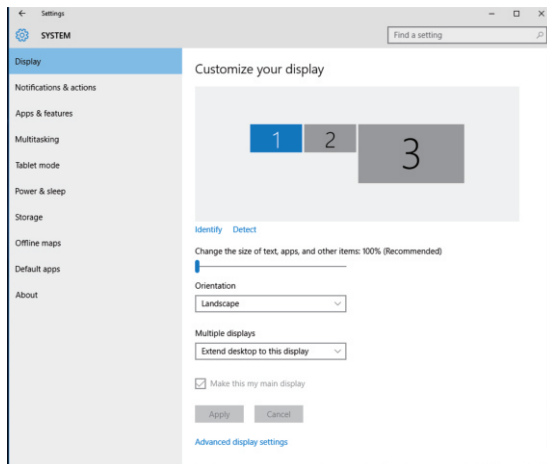 Settings
SYSTEM
Find a setting
Display
Notifications & actions
Apps & features
Multitasking
Tablet mode
Power & sleep
Storage
Offline maps
Default apps
About
Customize your display
1 2 3
Identify Detect
Change the size of text, apps, and other items: 100% (Recommended)
Orientation
Landscape
Multiple displays
Extend desktop to this display
Make this my main display
Apply Cancel
Advanced display settings